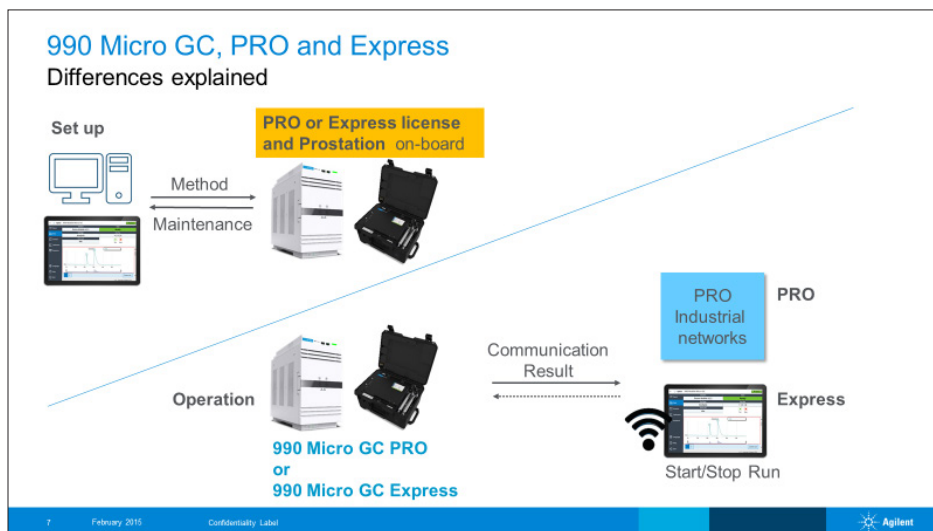 990 Micro GC, PRO and Express
Differences explained
Set up
PRO or Express license
and Prostation on-board
Method
Maintenance
PRO
Industrial
networks
PRO
Communication
Result
Operation
Express
990 Micro GC PRO
or
990 Micro GC Express
Start/Stop Run
7
February 2015
Confidentiality Label
Agilent